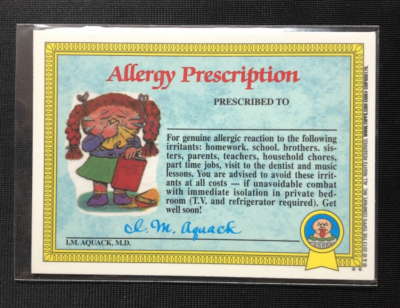 Allergy Prescription
PRESCRIBED TO
For genuine allergic reaction to the following
irritants: homework, school, brothers, sis-
ters, parents, teachers, household chores,
part time jobs, visit to the dentist and music
lessons. You are advised to avoid these irrit-
ants at all costs — if unavoidable combat
with immediate isolation in private bed-
room (T.V. and refrigerator required). Get
well soon!
I. M. Aquack
I.M. AQUACK, M.D.